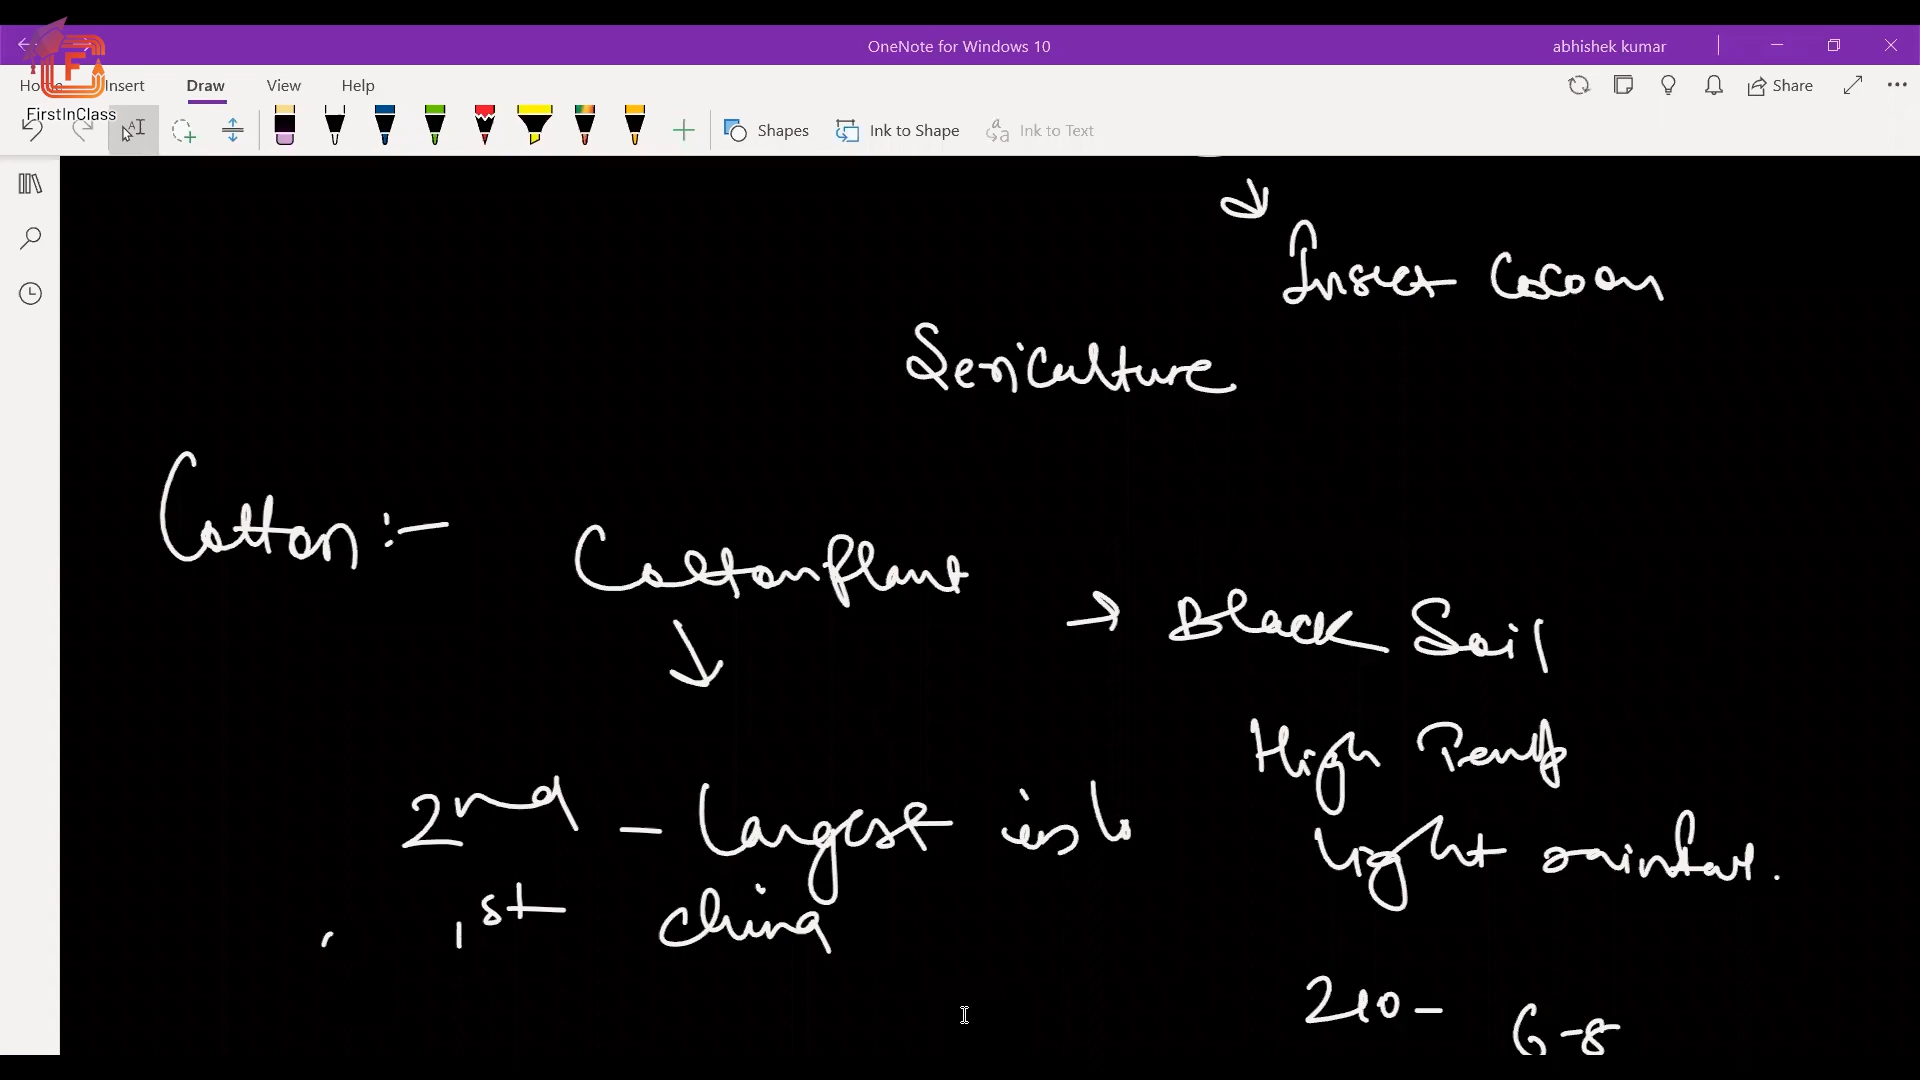 OneNote for Windows 10
abhishek kumar
Insert
Draw
View
Help
Share
FirstInClass
Shapes
Ink to Shape
Ink to Text
Insect Cocoon
Sericulture
Cotton :-
Cotton plant
→ Black Soil
High Temp
2nd - Largest
light rainfall.
1st China
210 - 6-8